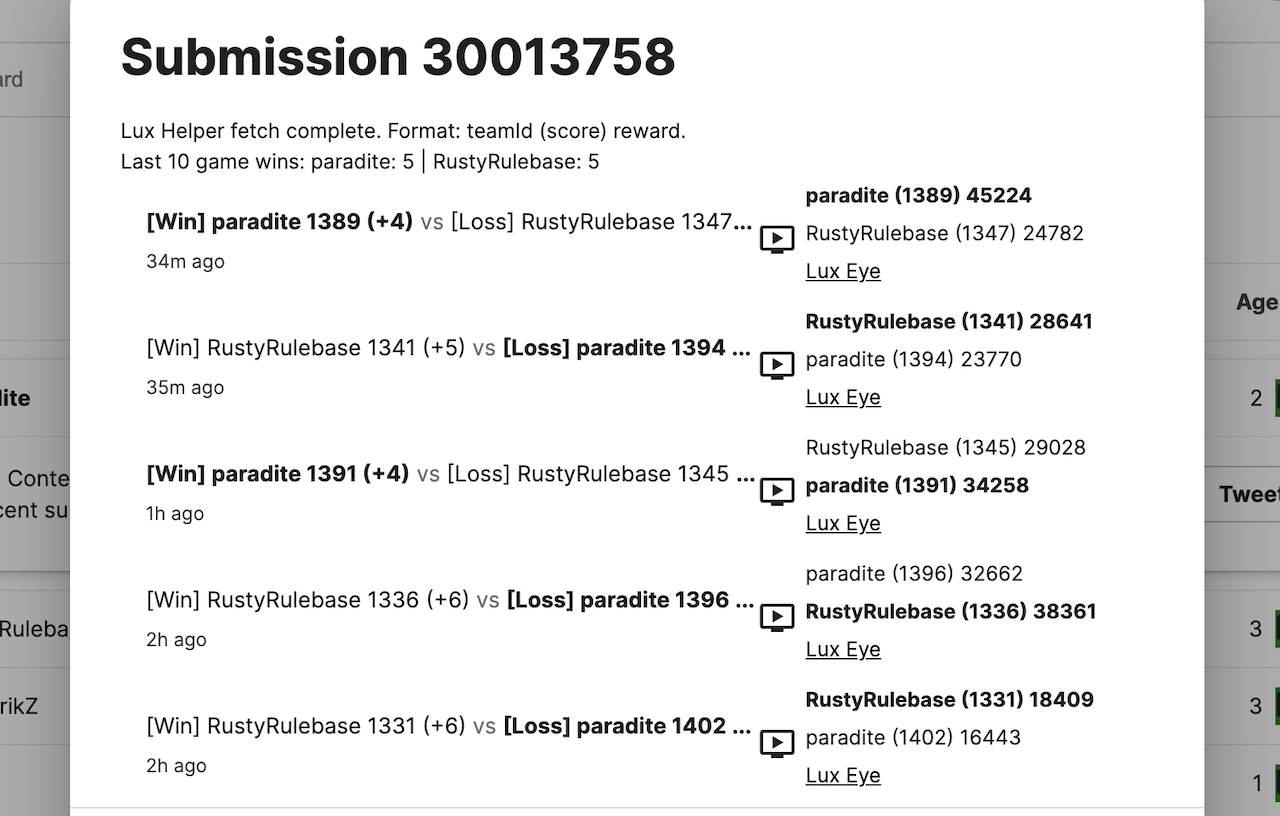 Submission 30013758
Lux Helper fetch complete. Format: teamId (score) reward.
Last 10 game wins: paradite: 5 | RustyRulebase: 5
[Win] paradite 1389 (+4) vs [Loss] RustyRulebase 1347...
34m ago
paradite (1389) 45224
RustyRulebase (1347) 24782
Lux Eye
[Win] RustyRulebase 1341 (+5) vs [Loss] paradite 1394 ...
35m ago
RustyRulebase (1341) 28641
paradite (1394) 23770
Lux Eye
[Win] paradite 1391 (+4) vs [Loss] RustyRulebase 1345 ...
1h ago
RustyRulebase (1345) 29028
paradite (1391) 34258
Lux Eye
[Win] RustyRulebase 1336 (+6) vs [Loss] paradite 1396 ...
2h ago
paradite (1396) 32662
RustyRulebase (1336) 38361
Lux Eye
[Win] RustyRulebase 1331 (+6) vs [Loss] paradite 1402 ...
2h ago
RustyRulebase (1331) 18409
paradite (1402) 16443
Lux Eye
ard
lite
Conte
cent su
Ruleba
rikZ
Age
2
Tweet
3
3
1